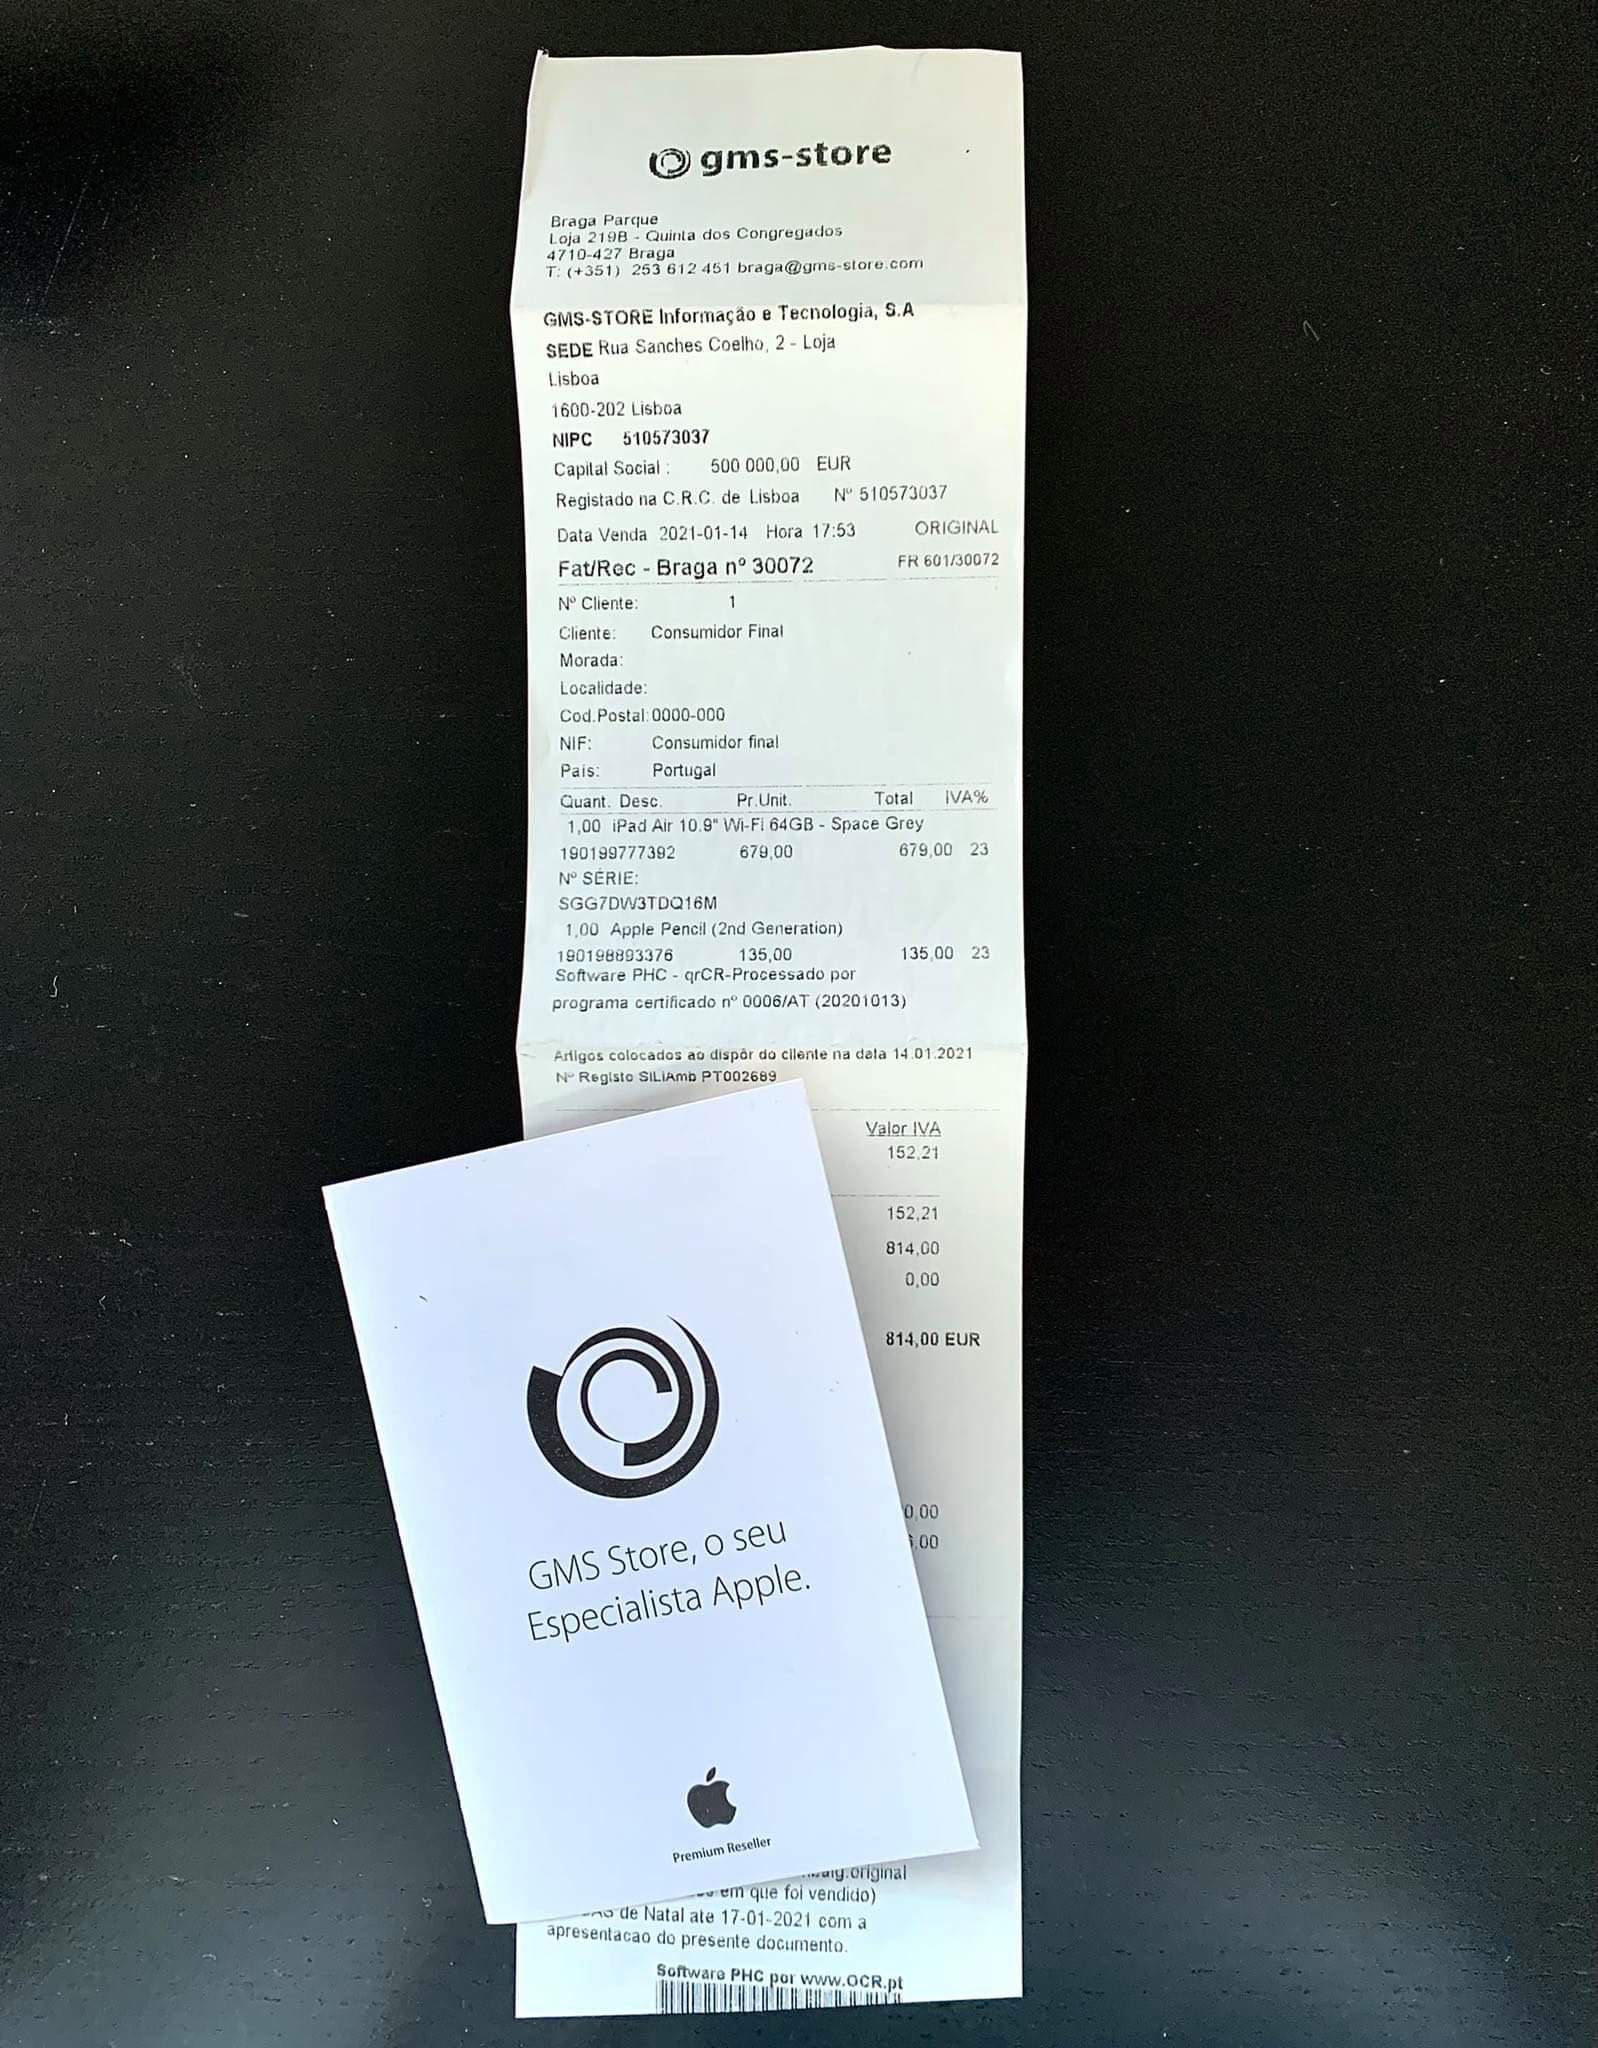 gms-store
Braga Parque
Loja 219B - Quinta dos Congregados
4710-427 Braga
T: (+351) 253 612 451 braga@gms-store.com
GMS-STORE Informação e Tecnologia, S.A
SEDE Rua Sanches Coelho, 2 - Loja
Lisboa
1600-202 Lisboa
NIPC 510573037
Capital Social : 500 000,00 EUR
Registado na C.R.C. de Lisboa Nº 510573037
Data Venda 2021-01-14 Hora 17:53 ORIGINAL
Fat/Rec - Braga nº 30072 FR 601/30072
Nº Cliente: 1
Cliente: Consumidor Final
Morada:
Localidade:
Cod.Postal: 0000-000
NIF: Consumidor final
Pais: Portugal
Quant. Desc. Pr.Unit. Total IVA%
1,00 iPad Air 10.9" Wi-Fi 64GB - Space Grey
190199777392 679,00 679,00 23
Nº SÉRIE:
SGG7DW3TDQ16M
1,00 Apple Pencil (2nd Generation)
190198893376 135,00 135,00 23
Software PHC - qrCR-Processado por
programa certificado nº 0006/AT (20201013)
Artigos colocados ao dispôr do cliente na data 14.01.2021
Nº Registo SILiAmb PT002689
Valor IVA
152,21
152,21
814,00
0,00
814,00 EUR
0,00
,00
GMS Store, o seu
Especialista Apple.
Premium Reseller
original
em que foi vendido)
de Natal ate 17-01-2021 com a
apresentacao do presente documento.
Software PHC por www.OCR.pt